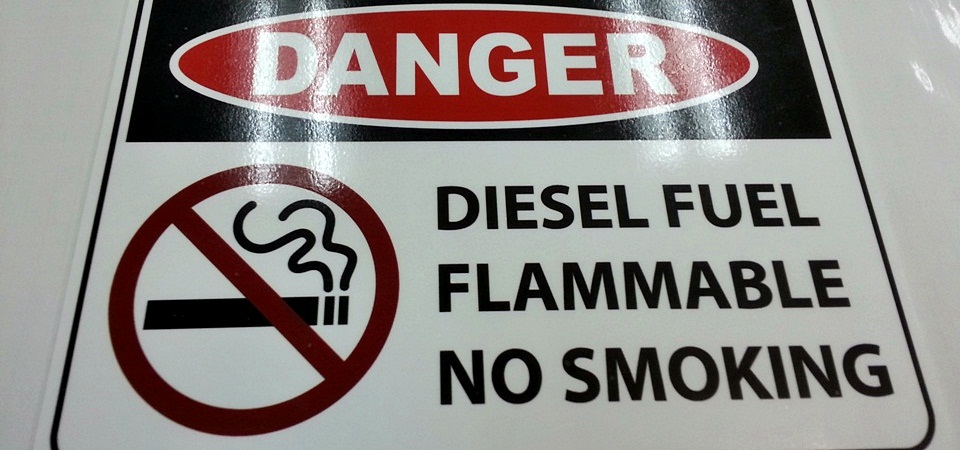 DANGER
DIESEL FUEL
FLAMMABLE
NO SMOKING